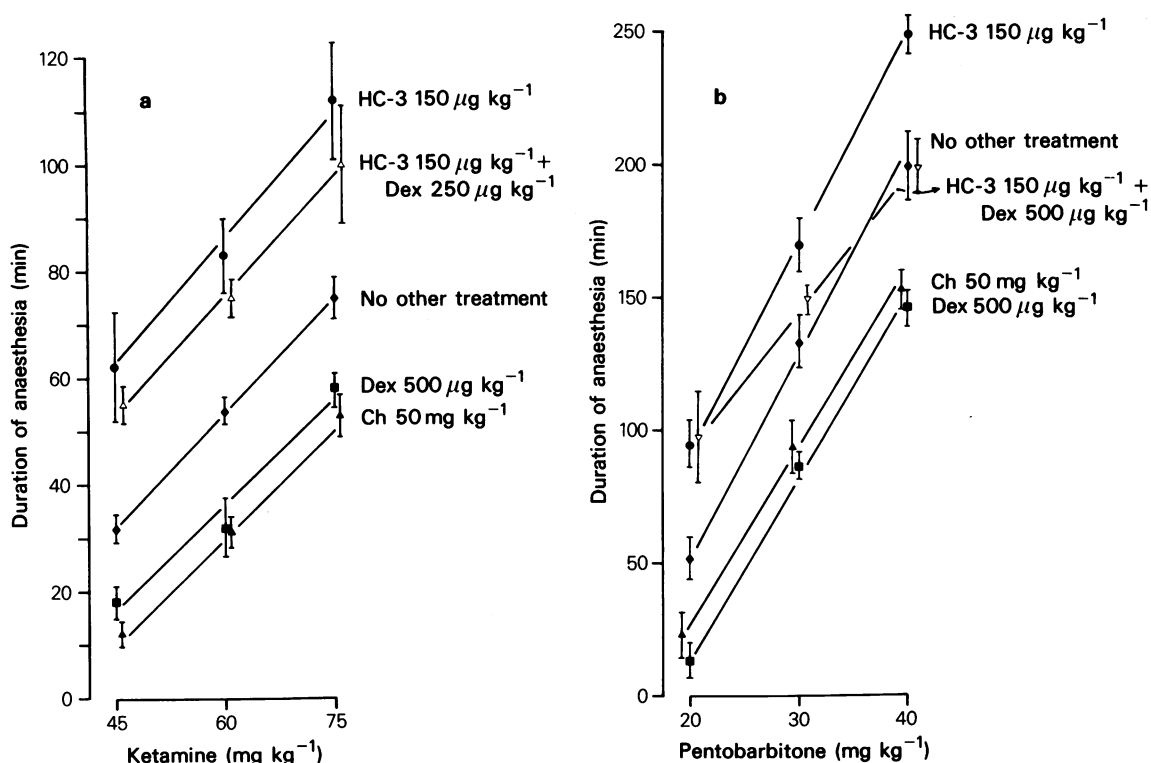 a
Duration of anaesthesia (min)
120
100
80
60
40
20
0
HC-3 150 μg kg⁻¹
HC-3 150 μg kg⁻¹ +
Dex 250 μg kg⁻¹
No other treatment
Dex 500 μg kg⁻¹
Ch 50 mg kg⁻¹
45
60
75
Ketamine (mg kg⁻¹)
b
Duration of anaesthesia (min)
250
200
150
100
50
0
HC-3 150 μg kg⁻¹
No other treatment
HC-3 150 μg kg⁻¹ +
Dex 500 μg kg⁻¹
Ch 50 mg kg⁻¹
Dex 500 μg kg⁻¹
20
30
40
Pentobarbitone (mg kg⁻¹)